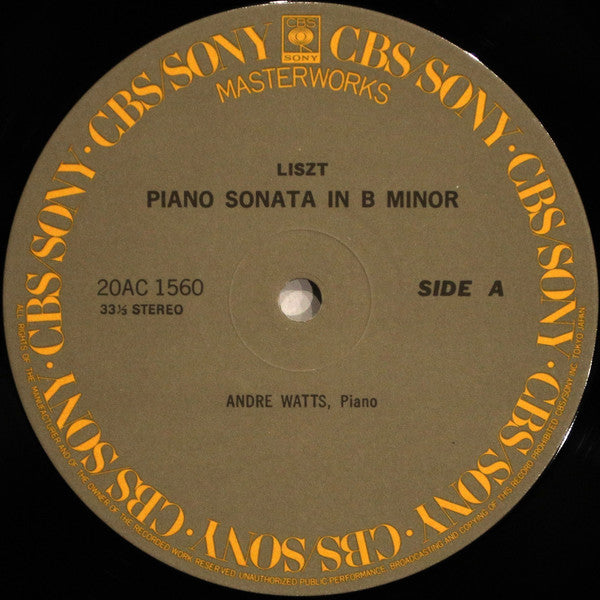 CBS/SONY · CBS/SONY · CBS/SONY · CBS/SONY · CBS/SONY · CBS/SONY · CBS/SONY · CBS/SONY ·
CBS
SONY
MASTERWORKS
LISZT
PIANO SONATA IN B MINOR
20AC 1560
SIDE A
33⅓ STEREO
ANDRE WATTS, Piano
ALL RIGHTS OF THE MANUFACTURER AND OF THE OWNER OF THE RECORDED WORK RESERVED. UNAUTHORIZED PUBLIC PERFORMANCE, BROADCASTING AND COPYING OF THIS RECORD PROHIBITED CBS/SONY INC. TOKYO JAPAN